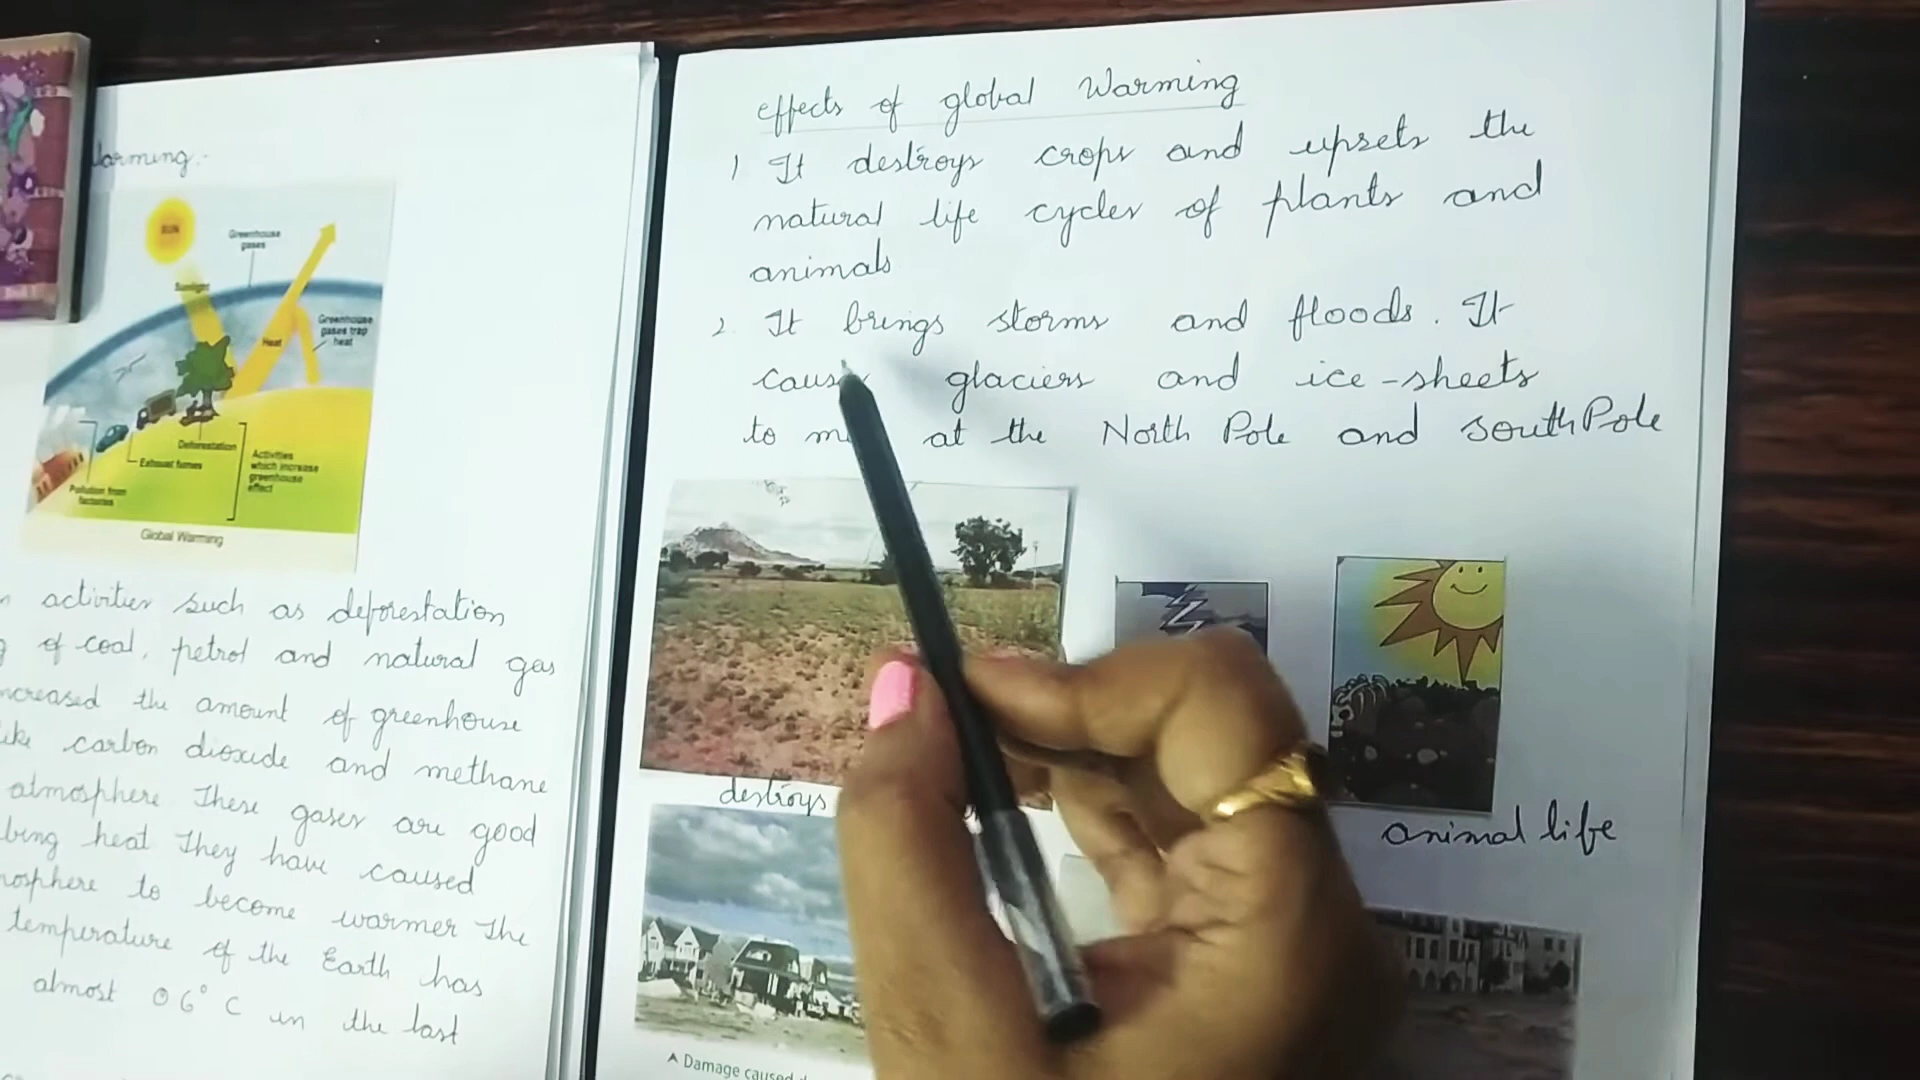 Warming:-
SUN
Greenhouse
gases
Sunlight
Greenhouse
gases trap
heat
Heat
Deforestation
Exhaust fumes
Activities
which increase
greenhouse
effect
Pollution from
factories
Global Warming
activities such as deforestation
of coal, petrol and natural gas
increased the amount of greenhouse
like carbon dioxide and methane
atmosphere These gases are good
heat They have caused
to become warmer The
temperature of the Earth has
almost 0 6° C in the last
effects of global Warming
1) It destroys crops and upsets the
natural life cycles of plants and
animals
2. It brings storms and floods. It
glaciers and ice-sheets
to at the North Pole and South Pole
destroys
animal life
Damage caused